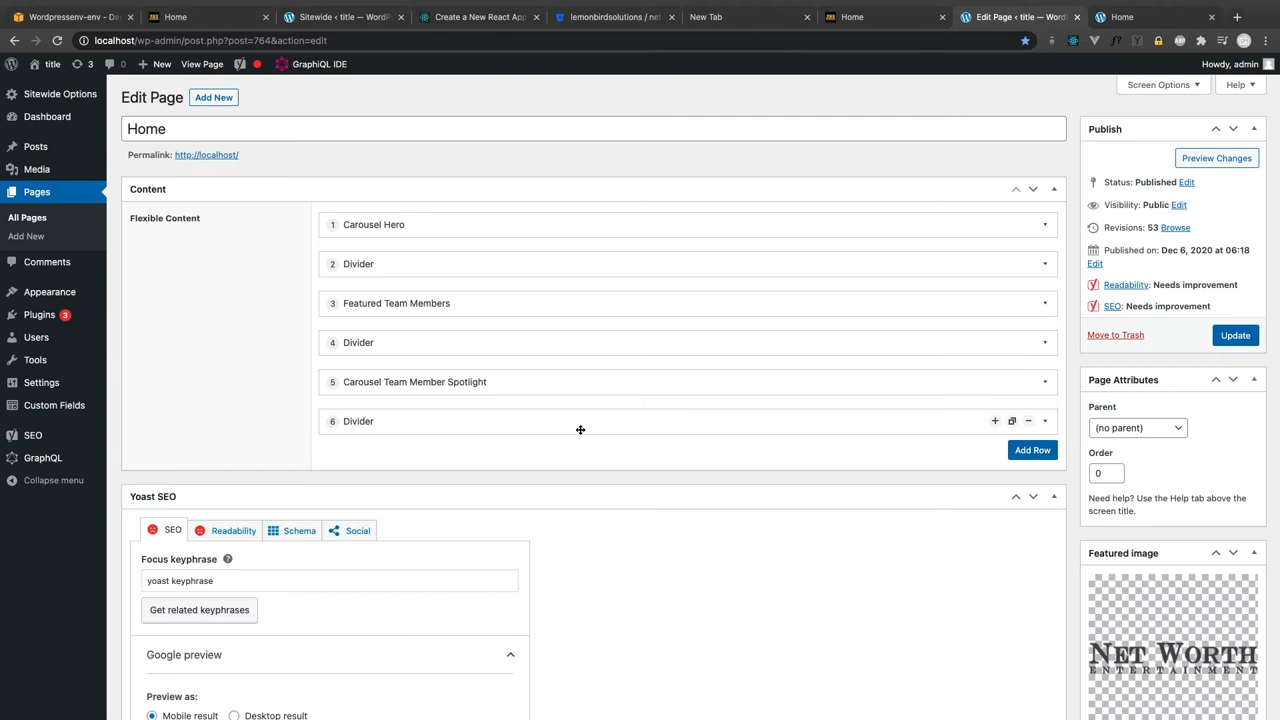 Wordpressenv-env - Da
Home
Sitewide ‹ title — WordP
Create a New React App
lemonbirdsolutions / net
New Tab
Home
Edit Page ‹ title — Word
Home
localhost/wp-admin/post.php?post=764&action=edit
title
3
New
View Page
GraphiQL IDE
Howdy, admin
Sitewide Options
Dashboard
Posts
Media
Pages
All Pages
Add New
Comments
Appearance
Plugins 3
Users
Tools
Settings
Custom Fields
SEO
GraphQL
Collapse menu
Screen Options
Help
Edit Page
Add New
Home
Permalink: http://localhost/
Content
Flexible Content
1 Carousel Hero
2 Divider
3 Featured Team Members
4 Divider
5 Carousel Team Member Spotlight
6 Divider
Add Row
Yoast SEO
SEO
Readability
Schema
Social
Focus keyphrase
yoast keyphrase
Get related keyphrases
Google preview
Preview as:
Mobile result
Desktop result
Publish
Preview Changes
Status: Published Edit
Visibility: Public Edit
Revisions: 53 Browse
Published on: Dec 6, 2020 at 06:18
Edit
Readability: Needs improvement
SEO: Needs improvement
Move to Trash
Update
Page Attributes
Parent
(no parent)
Order
0
Need help? Use the Help tab above the
screen title.
Featured image
NET WORTH
ENTERTAINMENT